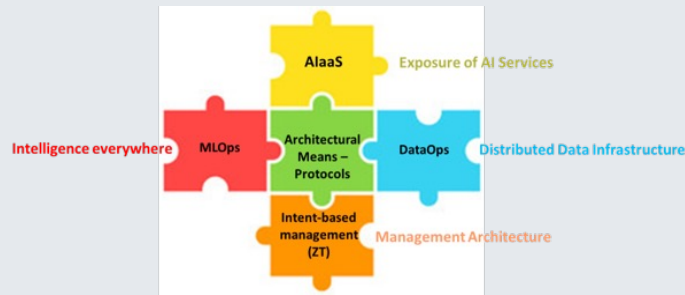 AIaaS
Exposure of AI Services
Intelligence everywhere
MLOps
Architectural
Means –
Protocols
DataOps
Distributed Data Infrastructure
Intent-based
management
(ZT)
Management Architecture